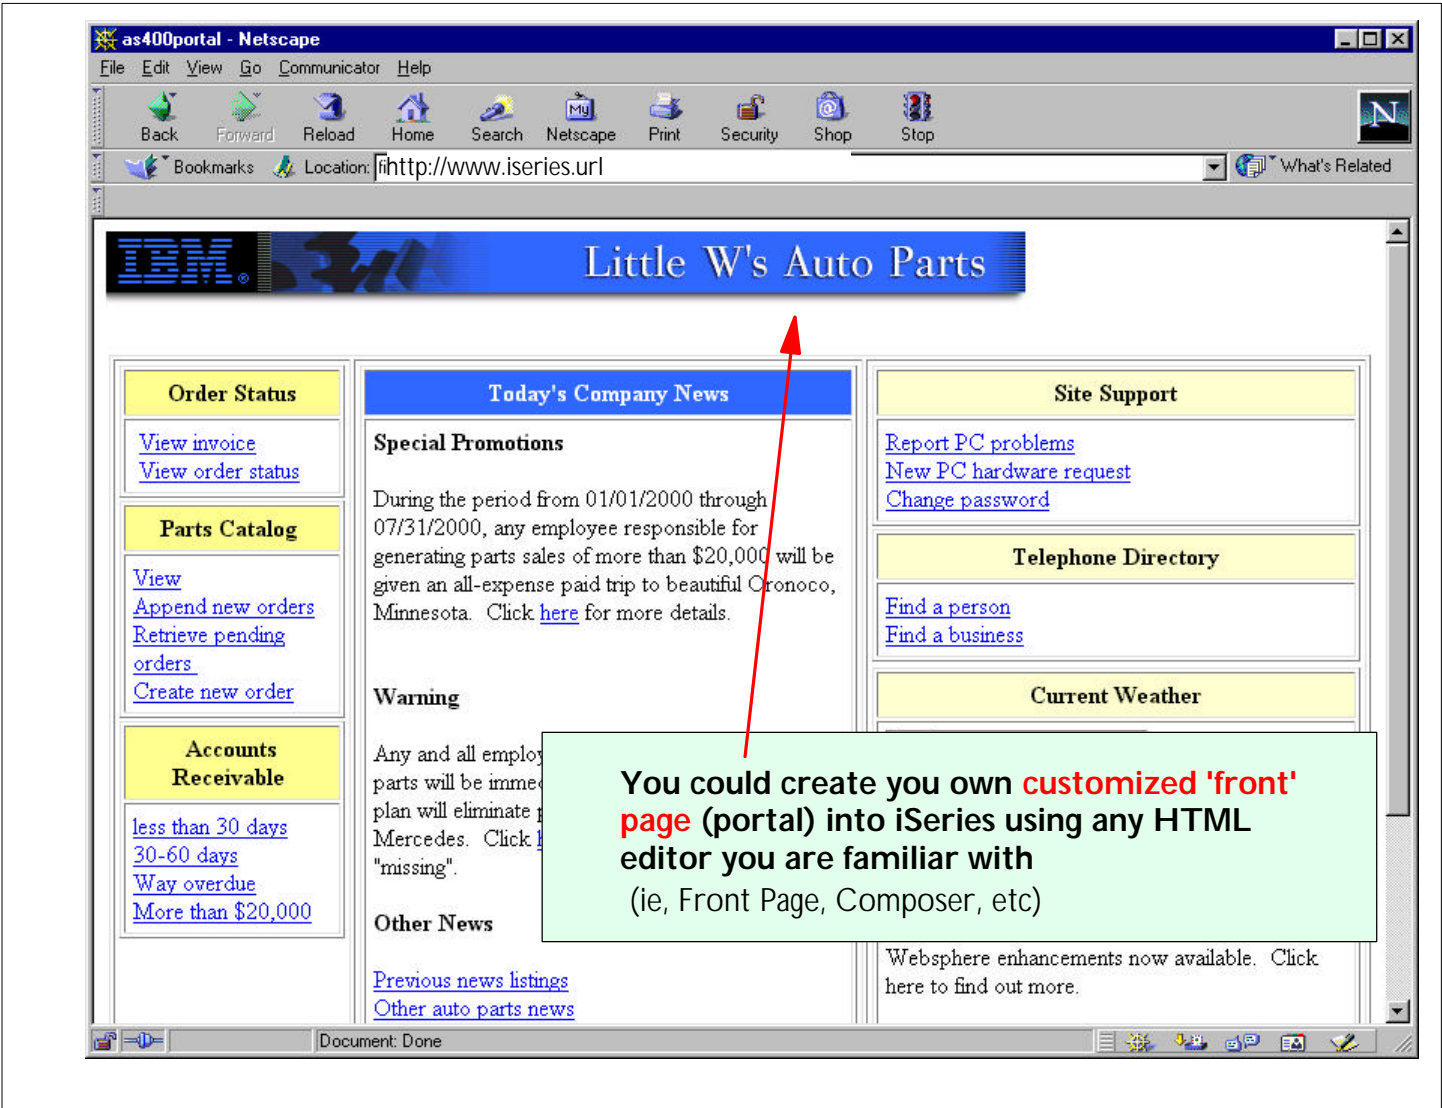 as400portal - Netscape
File Edit View Go Communicator Help
Back Forward Reload Home Search Netscape Print Security Shop Stop
My
N
Bookmarks Location: http://www.iseries.url What's Related
IBM® Little W's Auto Parts
Order Status
View invoice
View order status
Parts Catalog
View
Append new orders
Retrieve pending
orders
Create new order
Accounts
Receivable
less than 30 days
30-60 days
Way overdue
More than $20,000
Today's Company News
Special Promotions
During the period from 01/01/2000 through
07/31/2000, any employee responsible for
generating parts sales of more than $20,000 will be
given an all-expense paid trip to beautiful Oronoco,
Minnesota. Click here for more details.
Warning
Any and all
parts will be
plan will eliminate
Mercedes. Click
"missing".
Other News
Previous news listings
Other auto parts news
Site Support
Report PC problems
New PC hardware request
Change password
Telephone Directory
Find a person
Find a business
Current Weather
You could create you own customized 'front'
page (portal) into iSeries using any HTML
editor you are familiar with
(ie, Front Page, Composer, etc)
Websphere enhancements now available. Click
here to find out more.
Document: Done